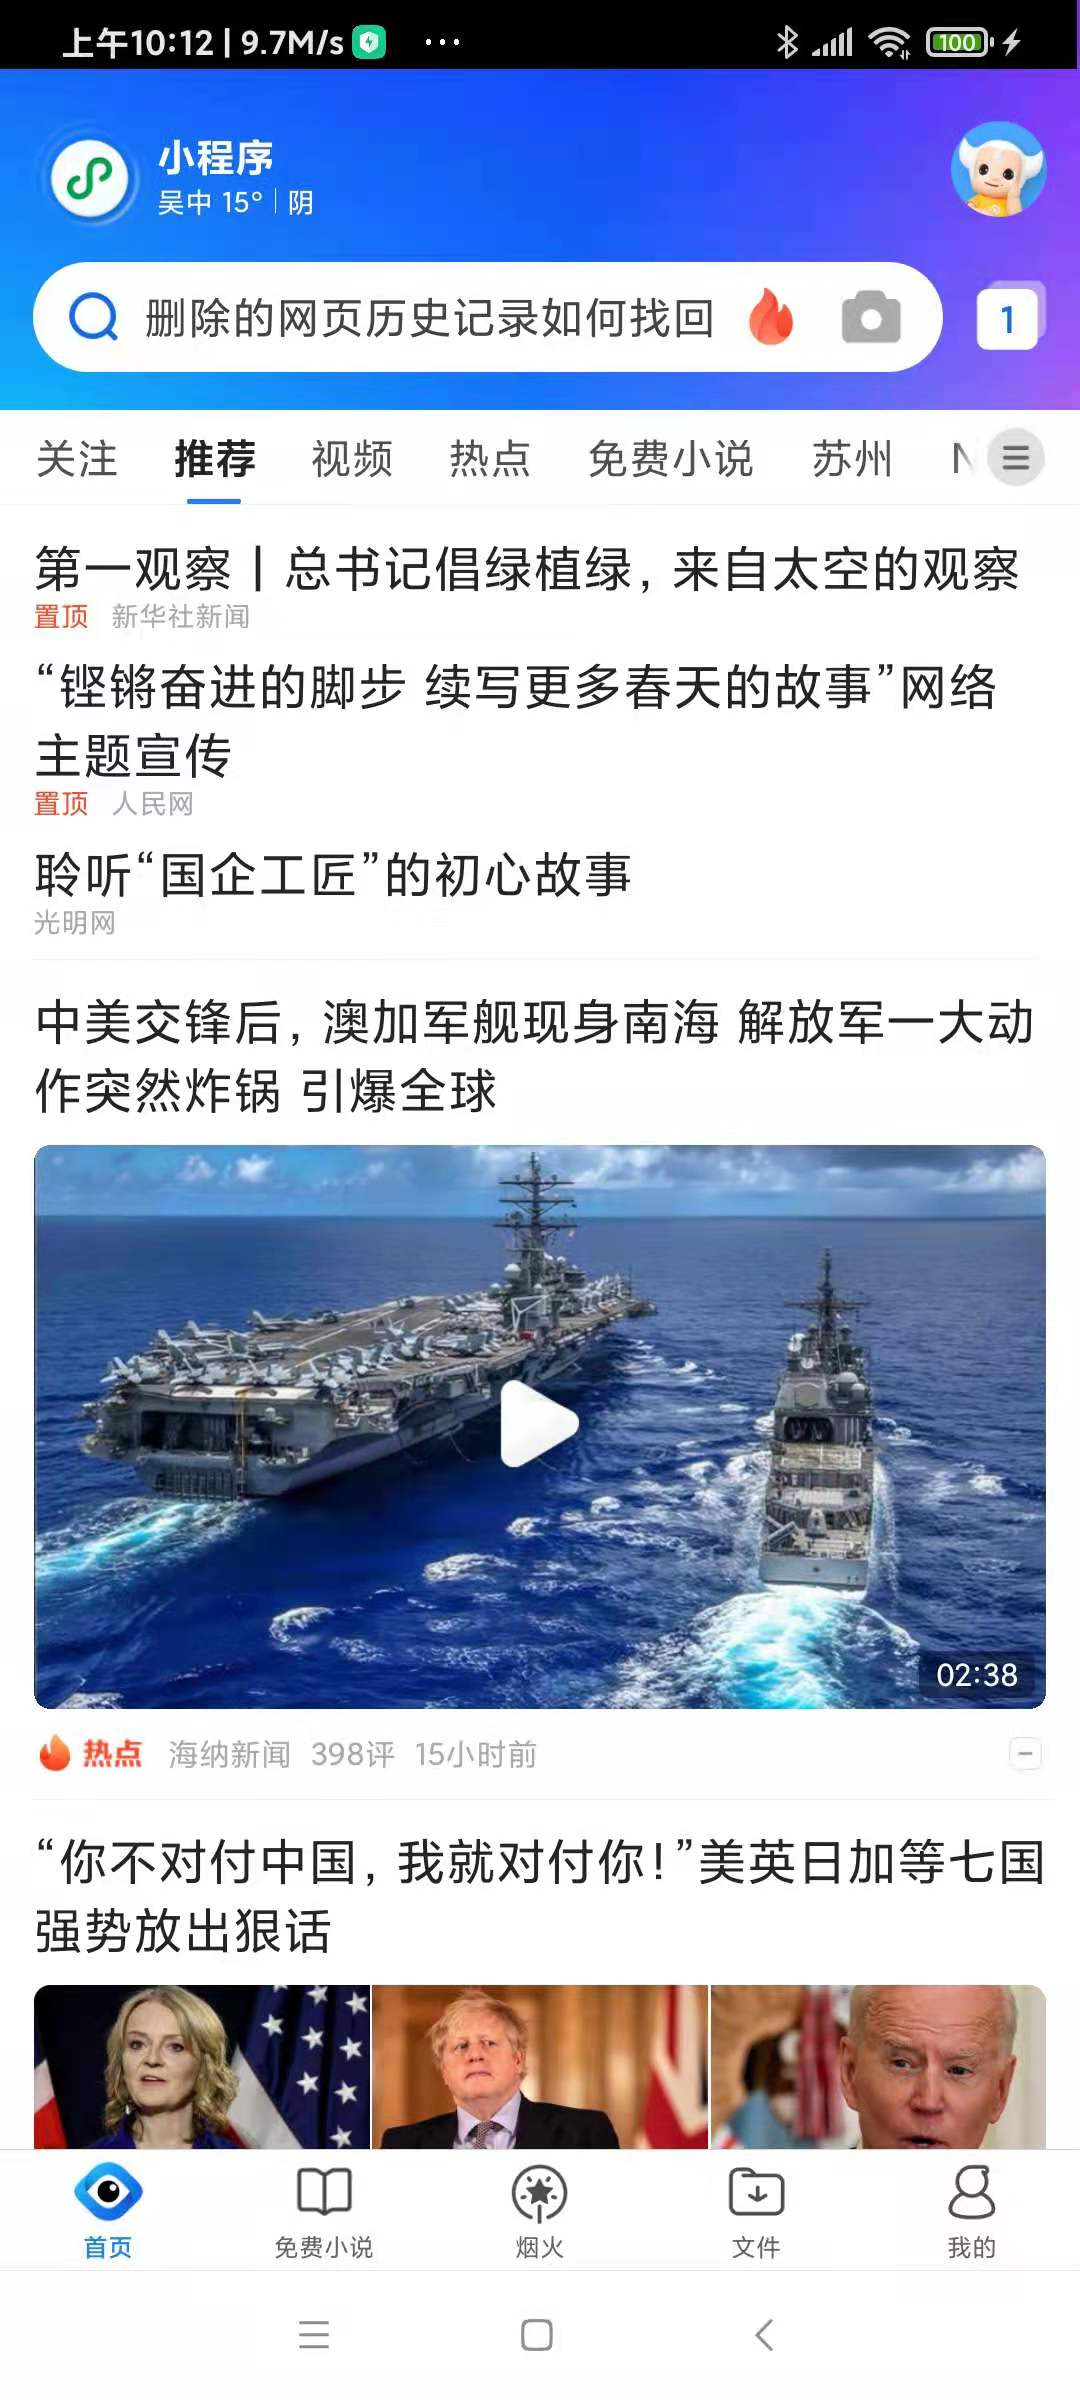 上午10:12 | 9.7M/s ...
100
小程序
吴中 15° | 阴
删除的网页历史记录如何找回
1
关注 推荐 视频 热点 免费小说 苏州 N
第一观察丨总书记倡绿植绿，来自太空的观察
置顶 新华社新闻
“铿锵奋进的脚步 续写更多春天的故事”网络
主题宣传
置顶 人民网
聆听“国企工匠”的初心故事
光明网
中美交锋后，澳加军舰现身南海 解放军一大动
作突然炸锅 引爆全球
02:38
热点 海纳新闻 398评 15小时前
“你不对付中国，我就对付你！”美英日加等七国
强势放出狠话
首页 免费小说 烟火 文件 我的